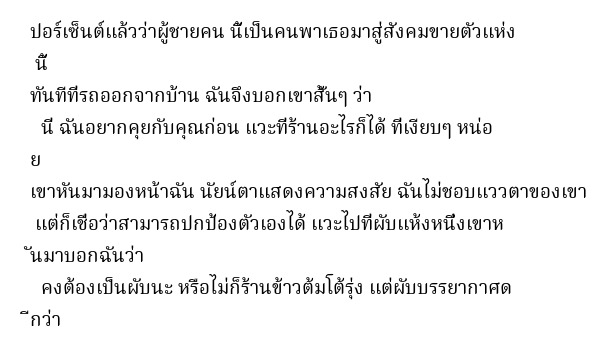 ปอร์เซ็นต์แล้วว่าผู้ชายคน นี้เป็นคนพาเธอมาสู่สังคมขายตัวแห่ง
นี้
ทันทีที่รถออกจากบ้าน ฉันจึงบอกเขาสั้นๆ ว่า
นี่ ฉันอยากคุยกับคุณก่อน แวะที่ร้านอะไรก็ได้ ที่เงียบๆ หน่อ
ย
เขาหันมามองหน้าฉัน นัยน์ตาแสดงความสงสัย ฉันไม่ชอบแววตาของเขา
แต่ก็เชื่อว่าสามารถปกป้องตัวเองได้ แวะไปที่ผับแห้งหนึ่งเขาห
ันมาบอกฉันว่า
คงต้องเป็นผับนะ หรือไม่ก็ร้านข้าวต้มโต้รุ่ง แต่ผับบรรยากาศด
ีกว่า